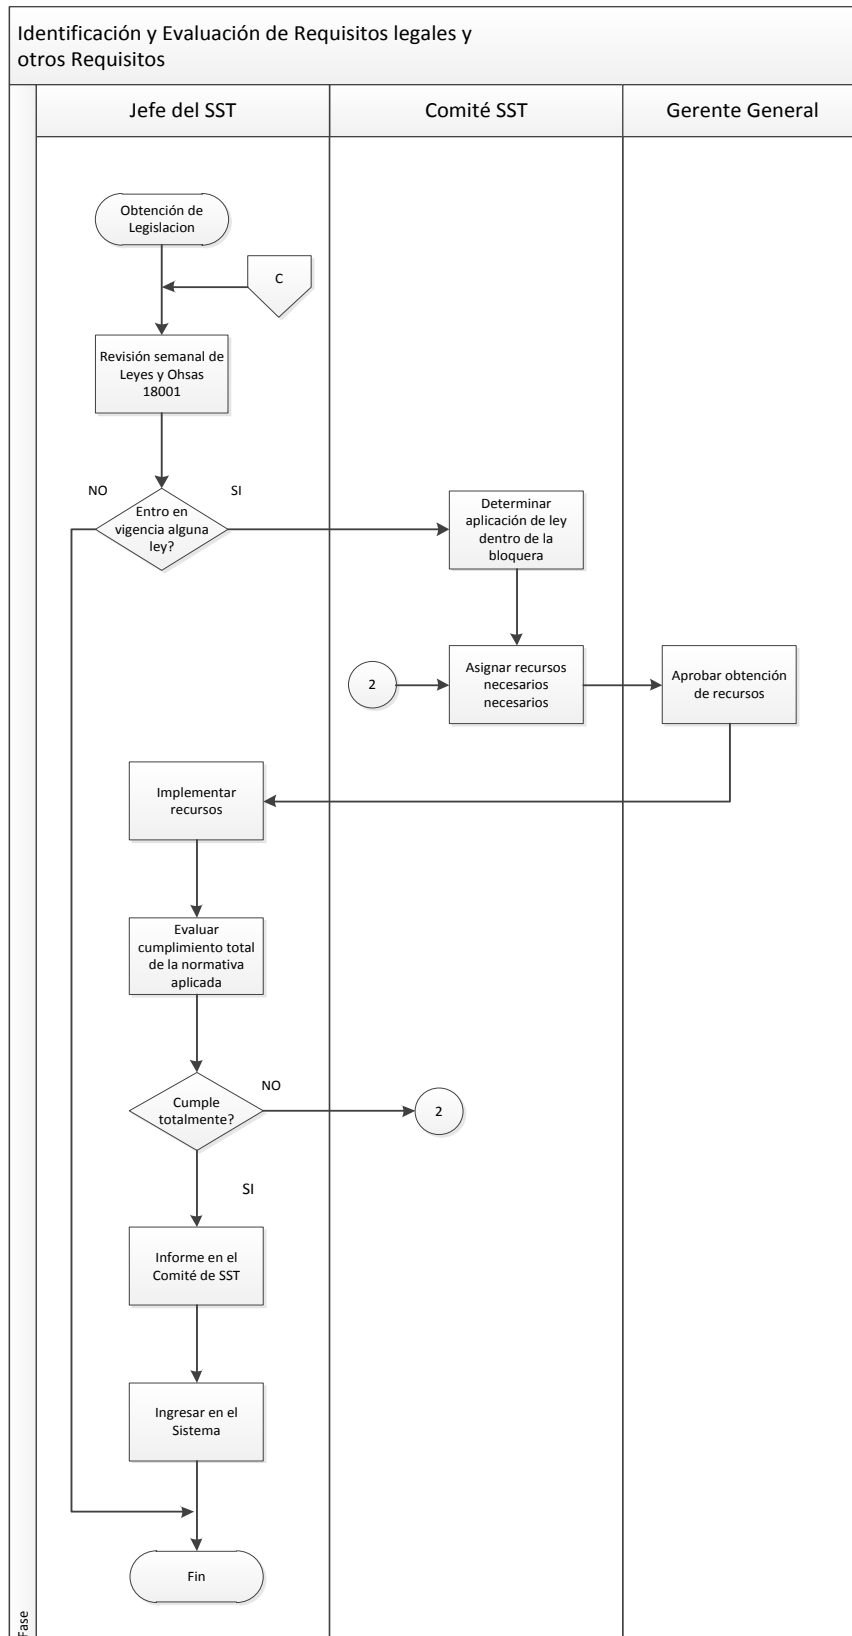 Identificación y Evaluación de Requisitos legales y
otros Requisitos
Jefe del SST
Comité SST
Gerente General
Obtención de
Legislacion
C
Revisión semanal de
Leyes y Ohsas
18001
NO
SI
Entro en
vigencia alguna
ley?
Determinar
aplicación de ley
dentro de la
bloquera
2
Asignar recursos
necesarios
necesarios
Aprobar obtención
de recursos
Implementar
recursos
Evaluar
cumplimiento total
de la normativa
aplicada
Cumple
totalmente?
NO
2
SI
Informe en el
Comité de SST
Ingresar en el
Sistema
Fin
Fase